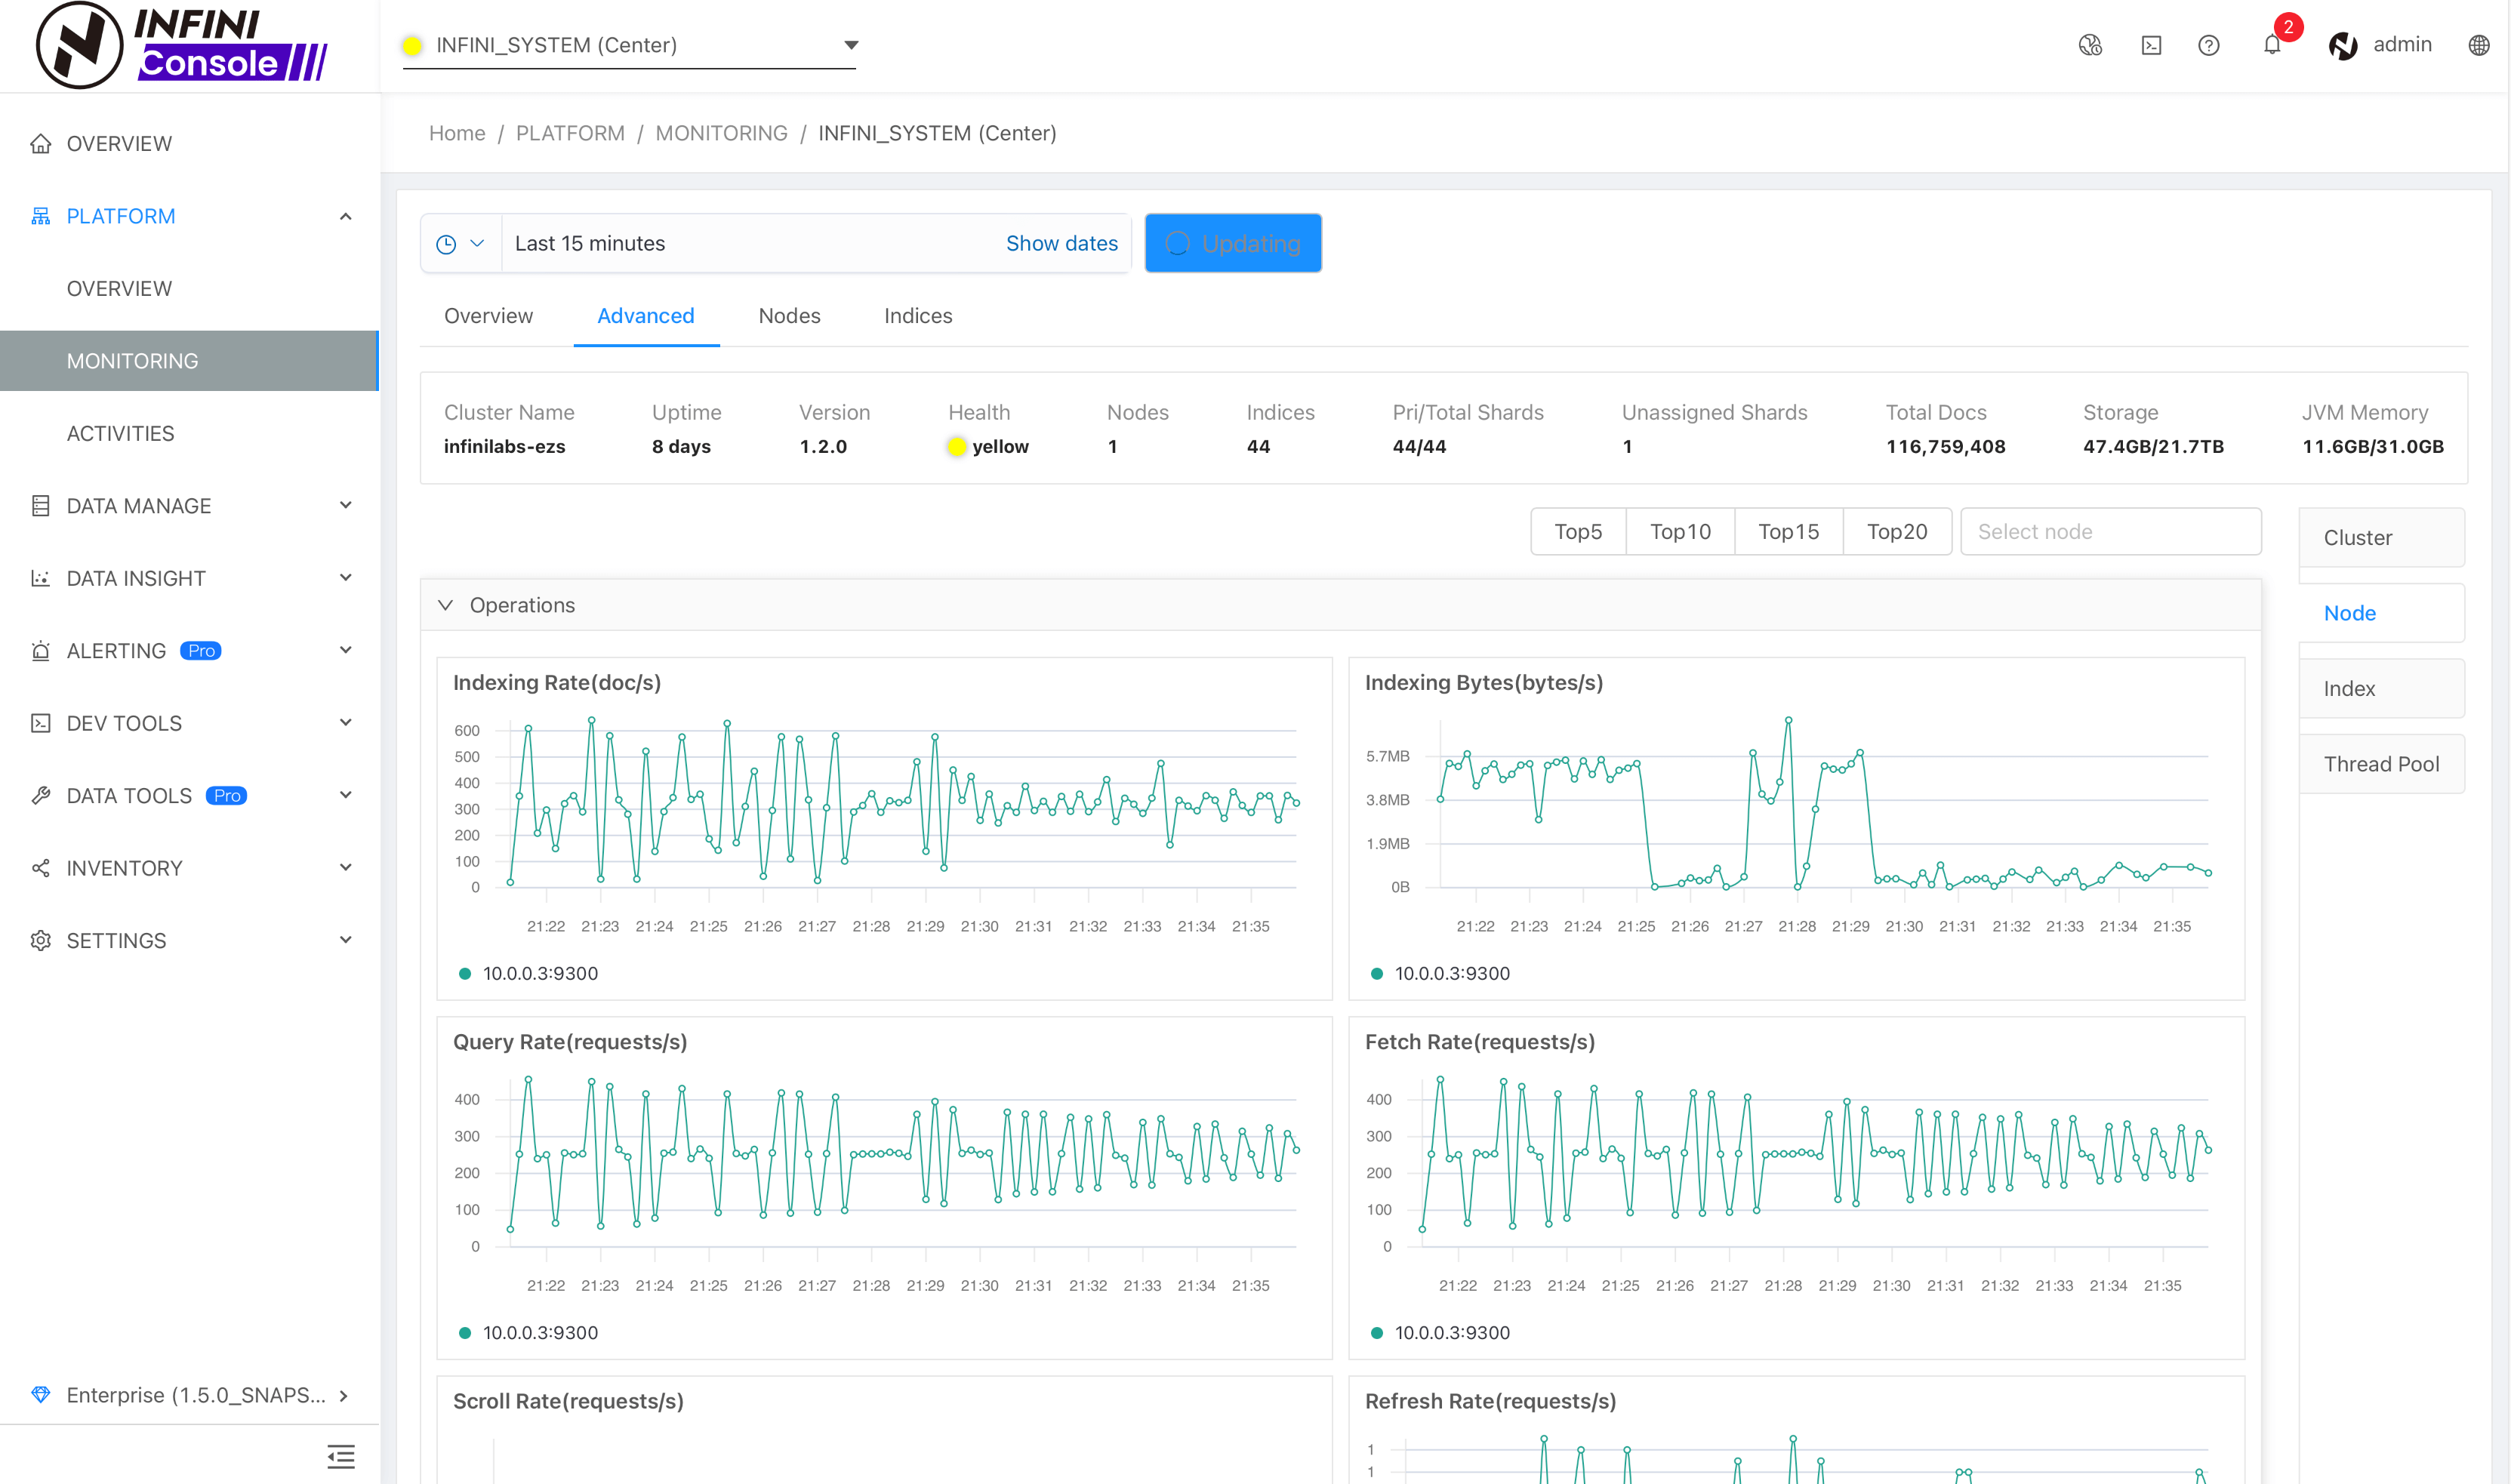 INFINI
Console
INFINI_SYSTEM (Center)
2
admin
OVERVIEW
PLATFORM
OVERVIEW
MONITORING
ACTIVITIES
DATA MANAGE
DATA INSIGHT
ALERTING Pro
DEV TOOLS
DATA TOOLS Pro
INVENTORY
SETTINGS
Enterprise (1.5.0_SNAPS...
Home / PLATFORM / MONITORING / INFINI_SYSTEM (Center)
Last 15 minutes Show dates Updating
Overview Advanced Nodes Indices
Cluster Name Uptime Version Health Nodes Indices Pri/Total Shards Unassigned Shards Total Docs Storage JVM Memory
infinilabs-ezs 8 days 1.2.0 yellow 1 44 44/44 1 116,759,408 47.4GB/21.7TB 11.6GB/31.0GB
Top5 Top10 Top15 Top20 Select node
Cluster
Node
Index
Thread Pool
Operations
Indexing Rate(doc/s)
600
500
400
300
200
100
0
21:22 21:23 21:24 21:25 21:26 21:27 21:28 21:29 21:30 21:31 21:32 21:33 21:34 21:35
10.0.0.3:9300
Indexing Bytes(bytes/s)
5.7MB
3.8MB
1.9MB
0B
21:22 21:23 21:24 21:25 21:26 21:27 21:28 21:29 21:30 21:31 21:32 21:33 21:34 21:35
10.0.0.3:9300
Query Rate(requests/s)
400
300
200
100
0
21:22 21:23 21:24 21:25 21:26 21:27 21:28 21:29 21:30 21:31 21:32 21:33 21:34 21:35
10.0.0.3:9300
Fetch Rate(requests/s)
400
300
200
100
0
21:22 21:23 21:24 21:25 21:26 21:27 21:28 21:29 21:30 21:31 21:32 21:33 21:34 21:35
10.0.0.3:9300
Scroll Rate(requests/s)
Refresh Rate(requests/s)
1
1